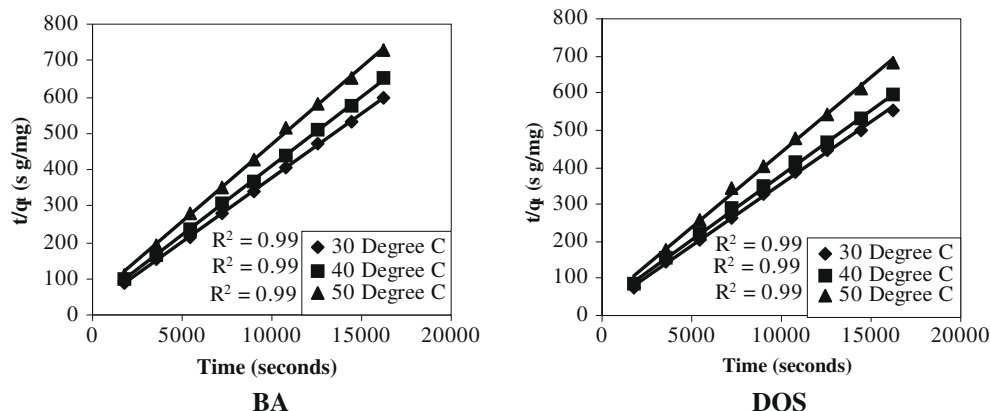 800
700
600
500
400
300
200
100
0
t/qt (s g/mg)
R² = 0.99
R² = 0.99
R² = 0.99
30 Degree C
40 Degree C
50 Degree C
0 5000 10000 15000 20000
Time (seconds)
BA
800
700
600
500
400
300
200
100
0
t/qt (s g/mg)
R² = 0.99
R² = 0.99
R² = 0.99
30 Degree C
40 Degree C
50 Degree C
0 5000 10000 15000 20000
Time (seconds)
DOS